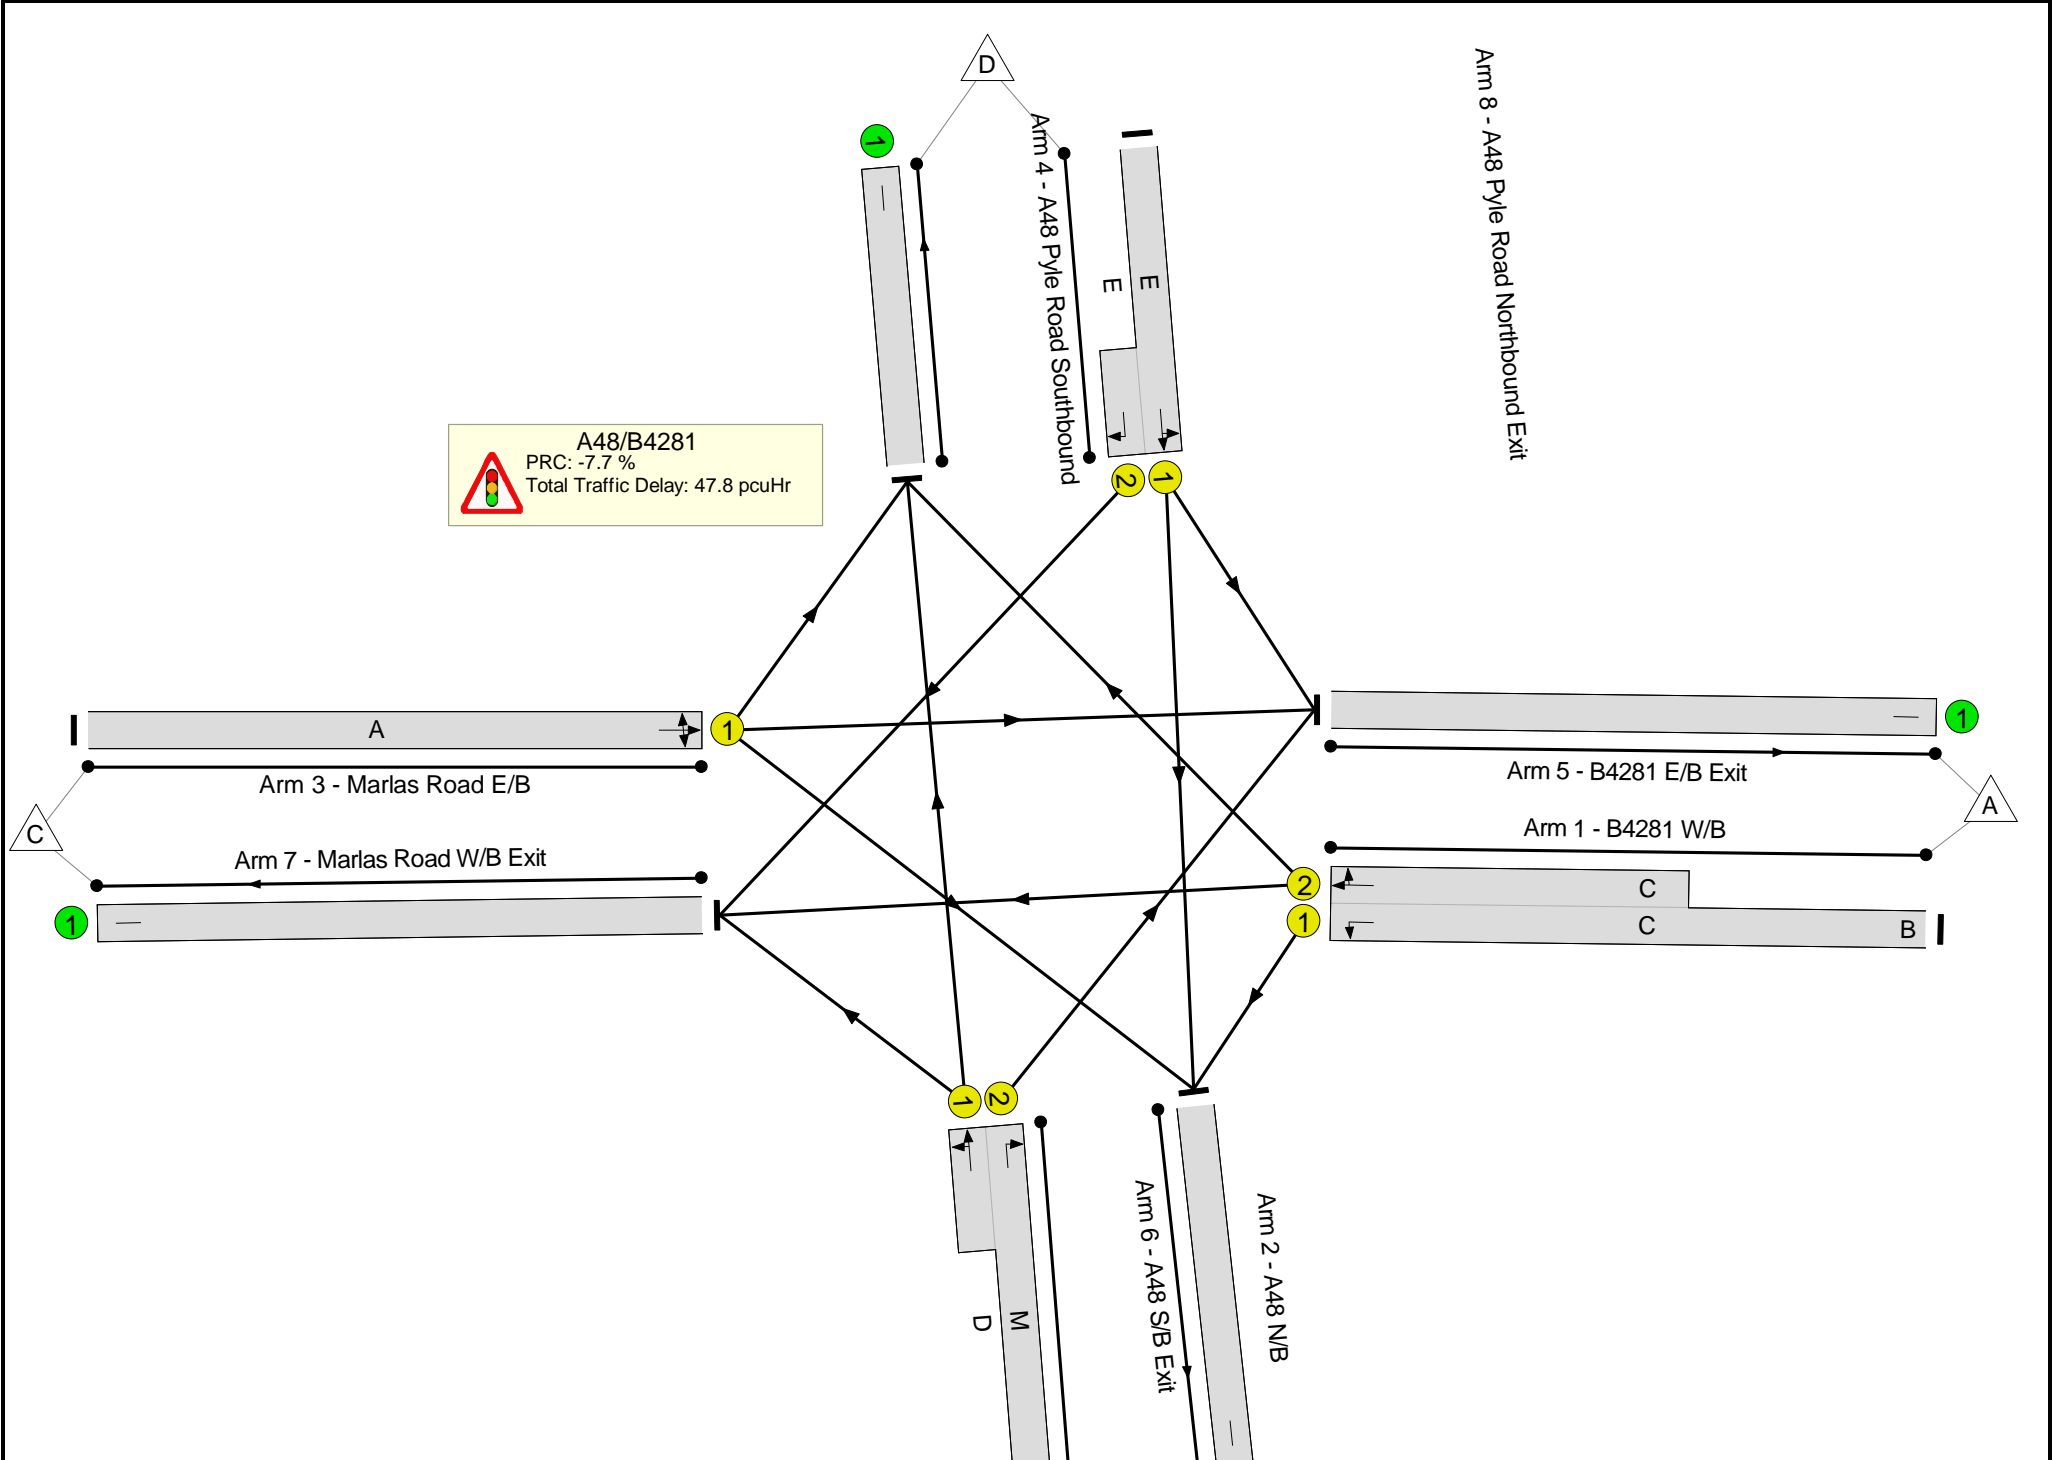 D
1
Arm 4 - A48 Pyle Road Southbound
E
E
Arm 8 - A48 Pyle Road Northbound Exit
A48/B4281
PRC: -7.7 %
Total Traffic Delay: 47.8 pcuHr
2
1
A
1
1
Arm 3 - Marlas Road E/B
Arm 5 - B4281 E/B Exit
C
A
Arm 7 - Marlas Road W/B Exit
Arm 1 - B4281 W/B
2
C
1
1
C
B
1
2
Arm 6 - A48 S/B Exit
Arm 2 - A48 N/B
D
M